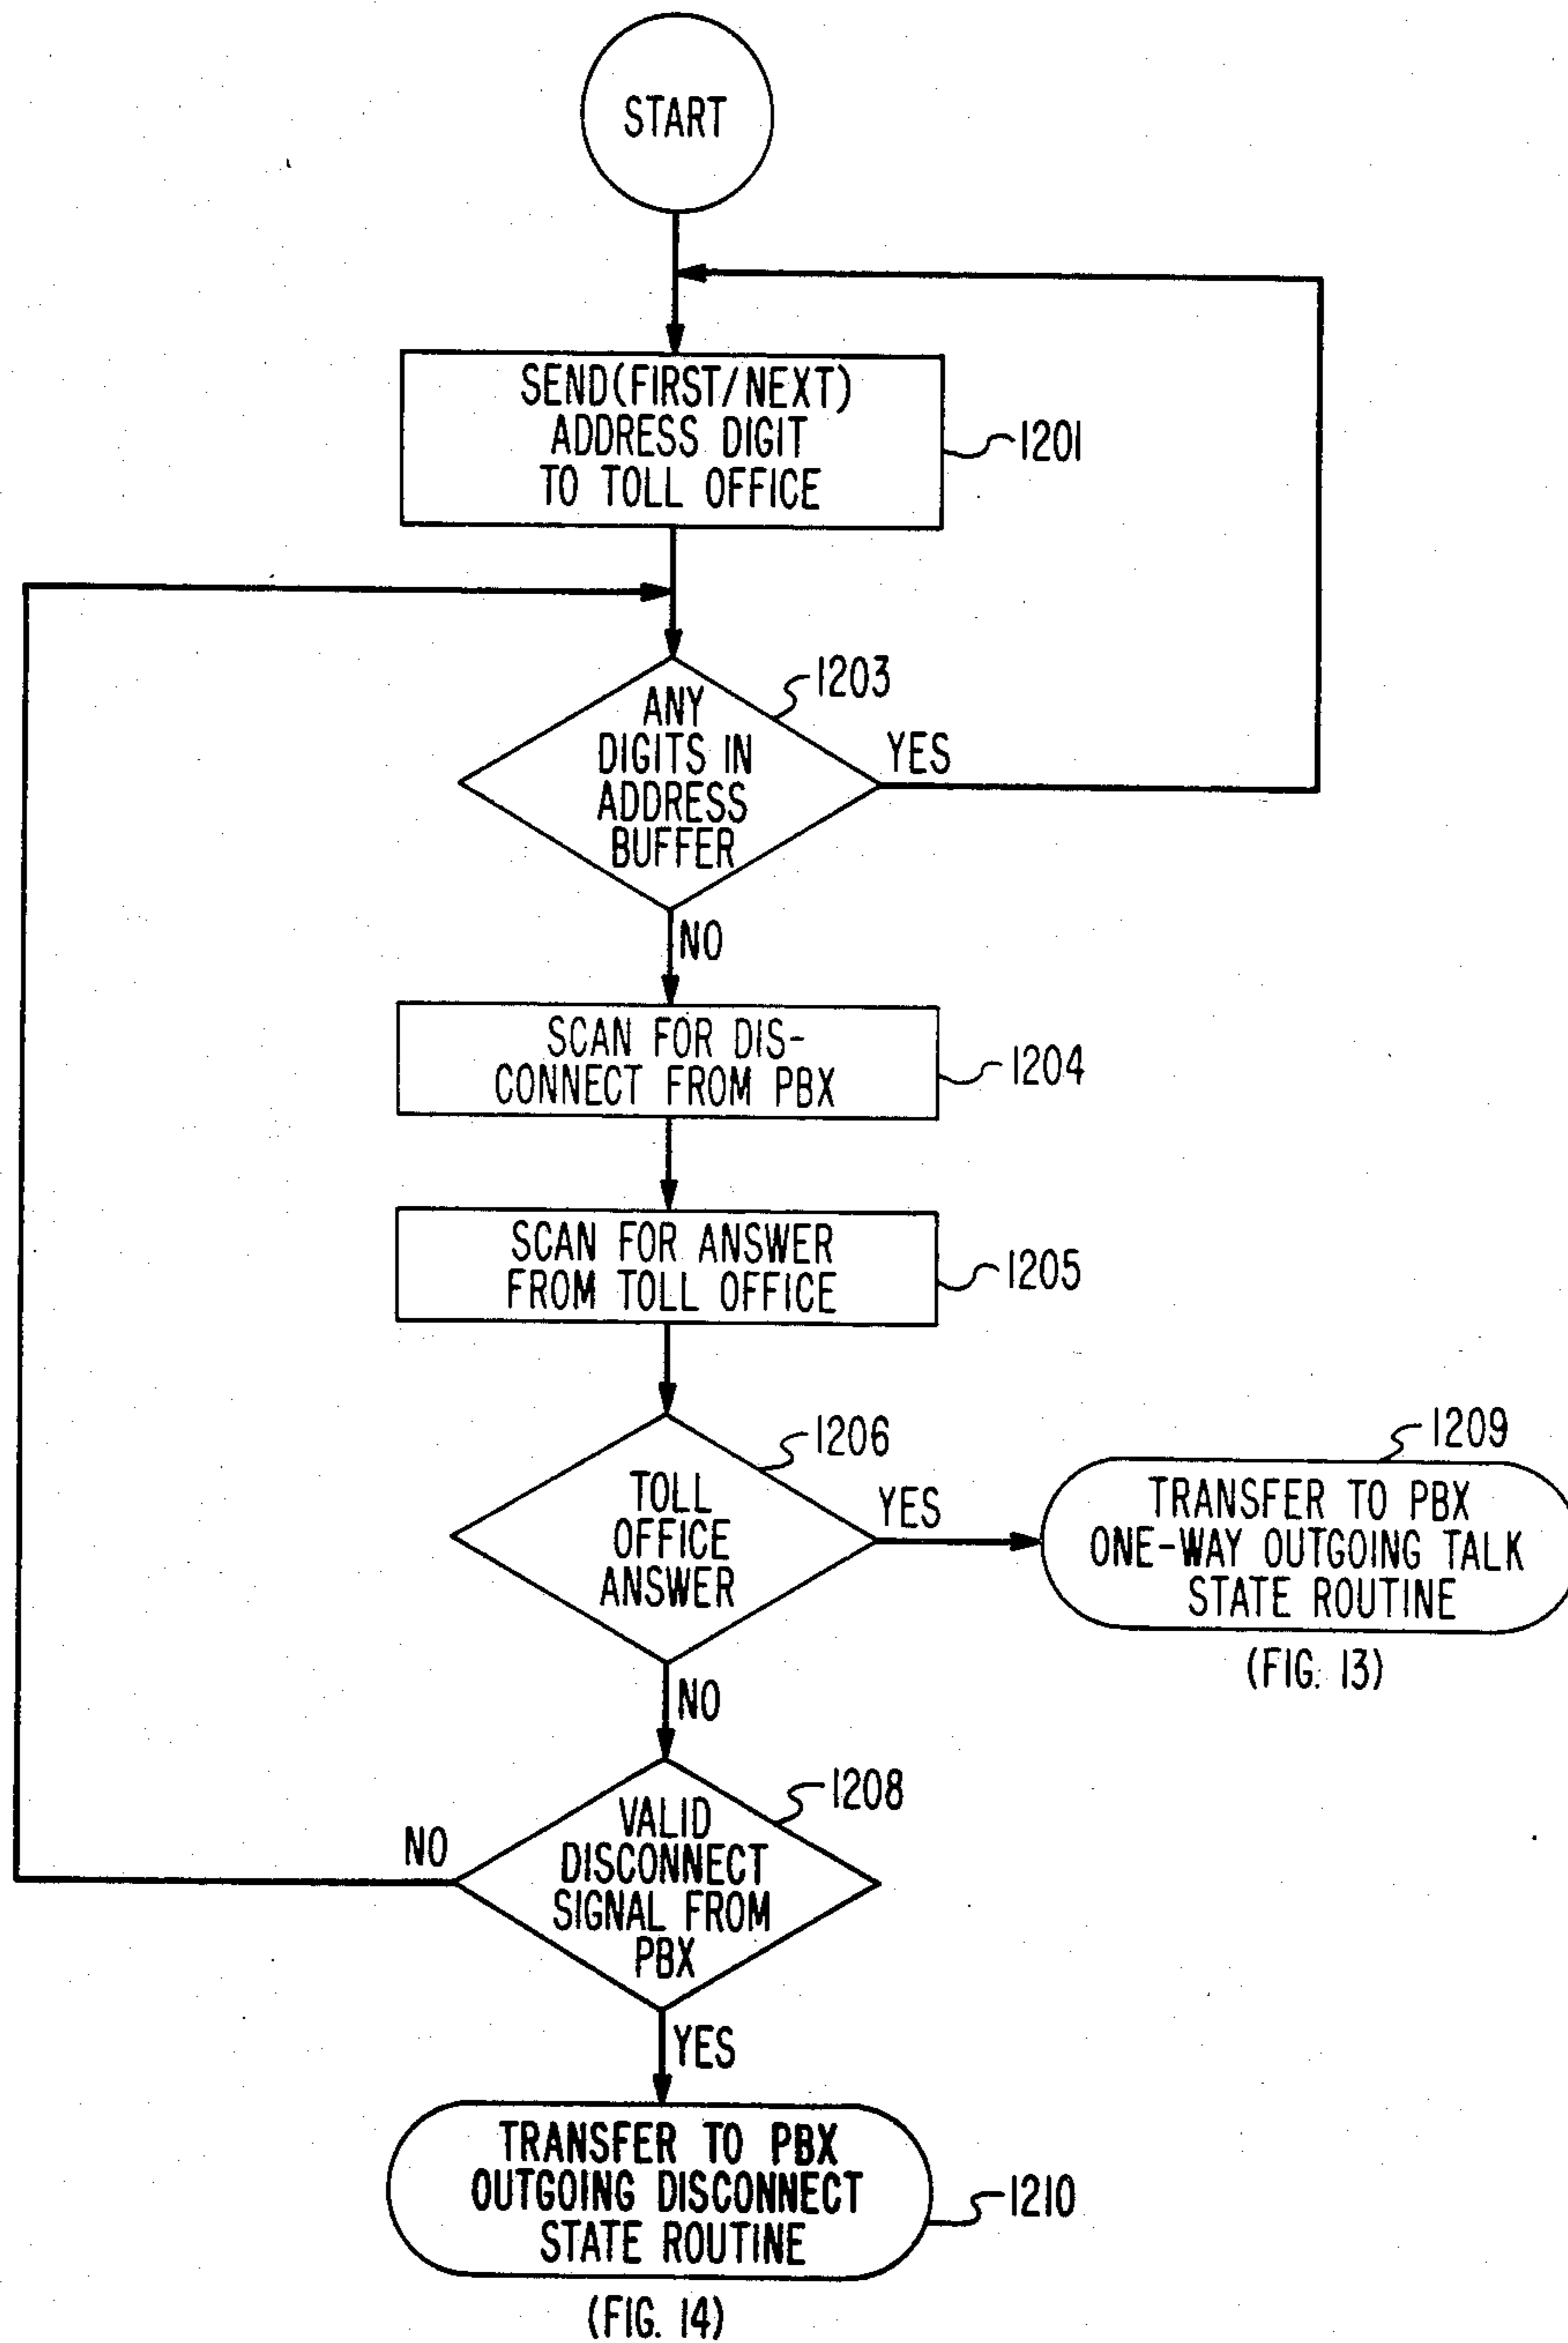 START
SEND(FIRST/NEXT)
ADDRESS DIGIT
TO TOLL OFFICE
1201
1203
ANY
DIGITS IN
ADDRESS
BUFFER
YES
NO
SCAN FOR DIS-
CONNECT FROM PBX
1204
SCAN FOR ANSWER
FROM TOLL OFFICE
1205
1206
TOLL
OFFICE
ANSWER
YES
1209
TRANSFER TO PBX
ONE-WAY OUTGOING TALK
STATE ROUTINE
(FIG. 13)
NO
1208
VALID
DISCONNECT
SIGNAL FROM
PBX
NO
YES
TRANSFER TO PBX
OUTGOING DISCONNECT
STATE ROUTINE
1210
(FIG. 14)